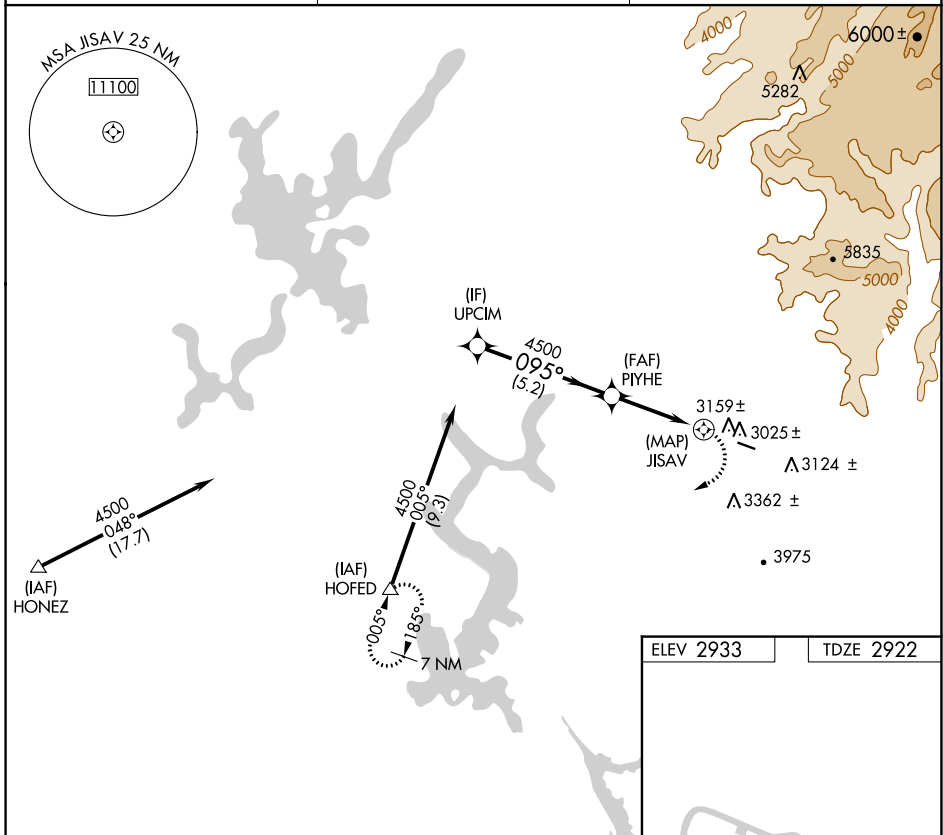 MSA JISAV 25 NM
11100
4000
6000±
5282
5000
5835
5000
4000
(IF)
UPCIM
4500
095°
(5.2)
(FAF)
PIYHE
3159±
3025±
(MAP)
JISAV
3124 ±
3362 ±
3975
4500
048°
(17.7)
(IAF)
HONEZ
4500
005°
(9.3)
(IAF)
HOFED
005°
185°
7 NM
ELEV 2933
TDZE 2922